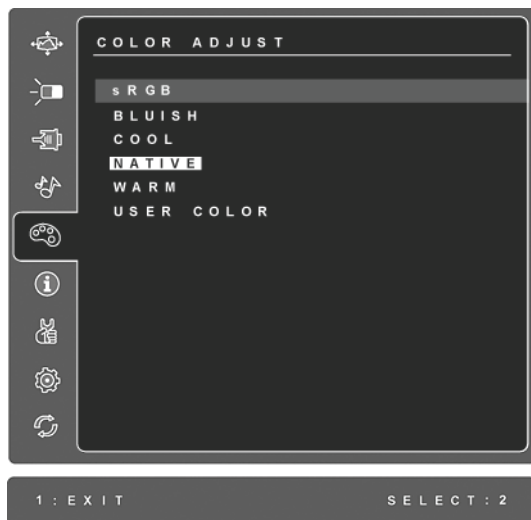 COLOR ADJUST
sRGB
BLUISH
COOL
NATIVE
WARM
USER COLOR
1:EXIT
SELECT:2